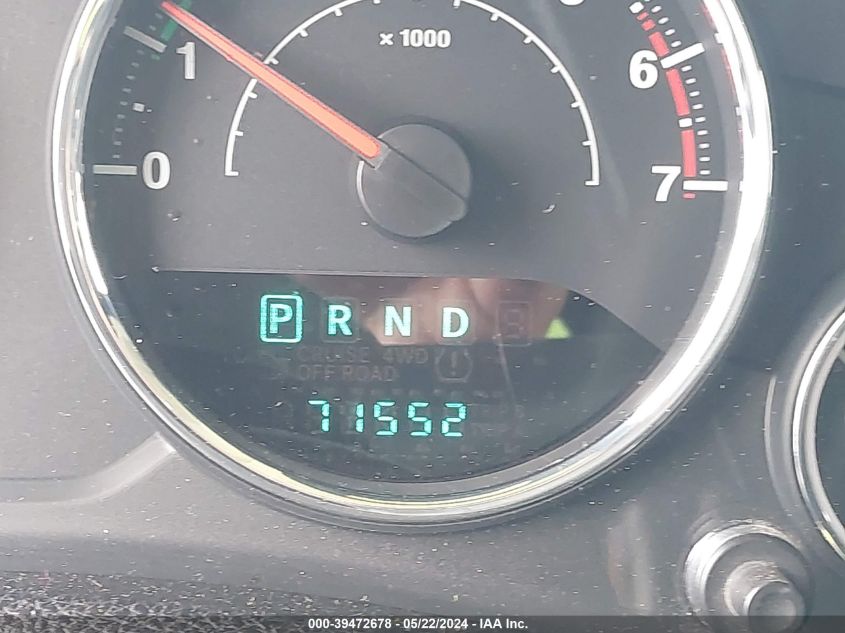 x 1000
1
6
0
7
P R N D
CRUISE 4WD
OFF ROAD
71552
000-39472678 - 05/22/2024 - IAA Inc.